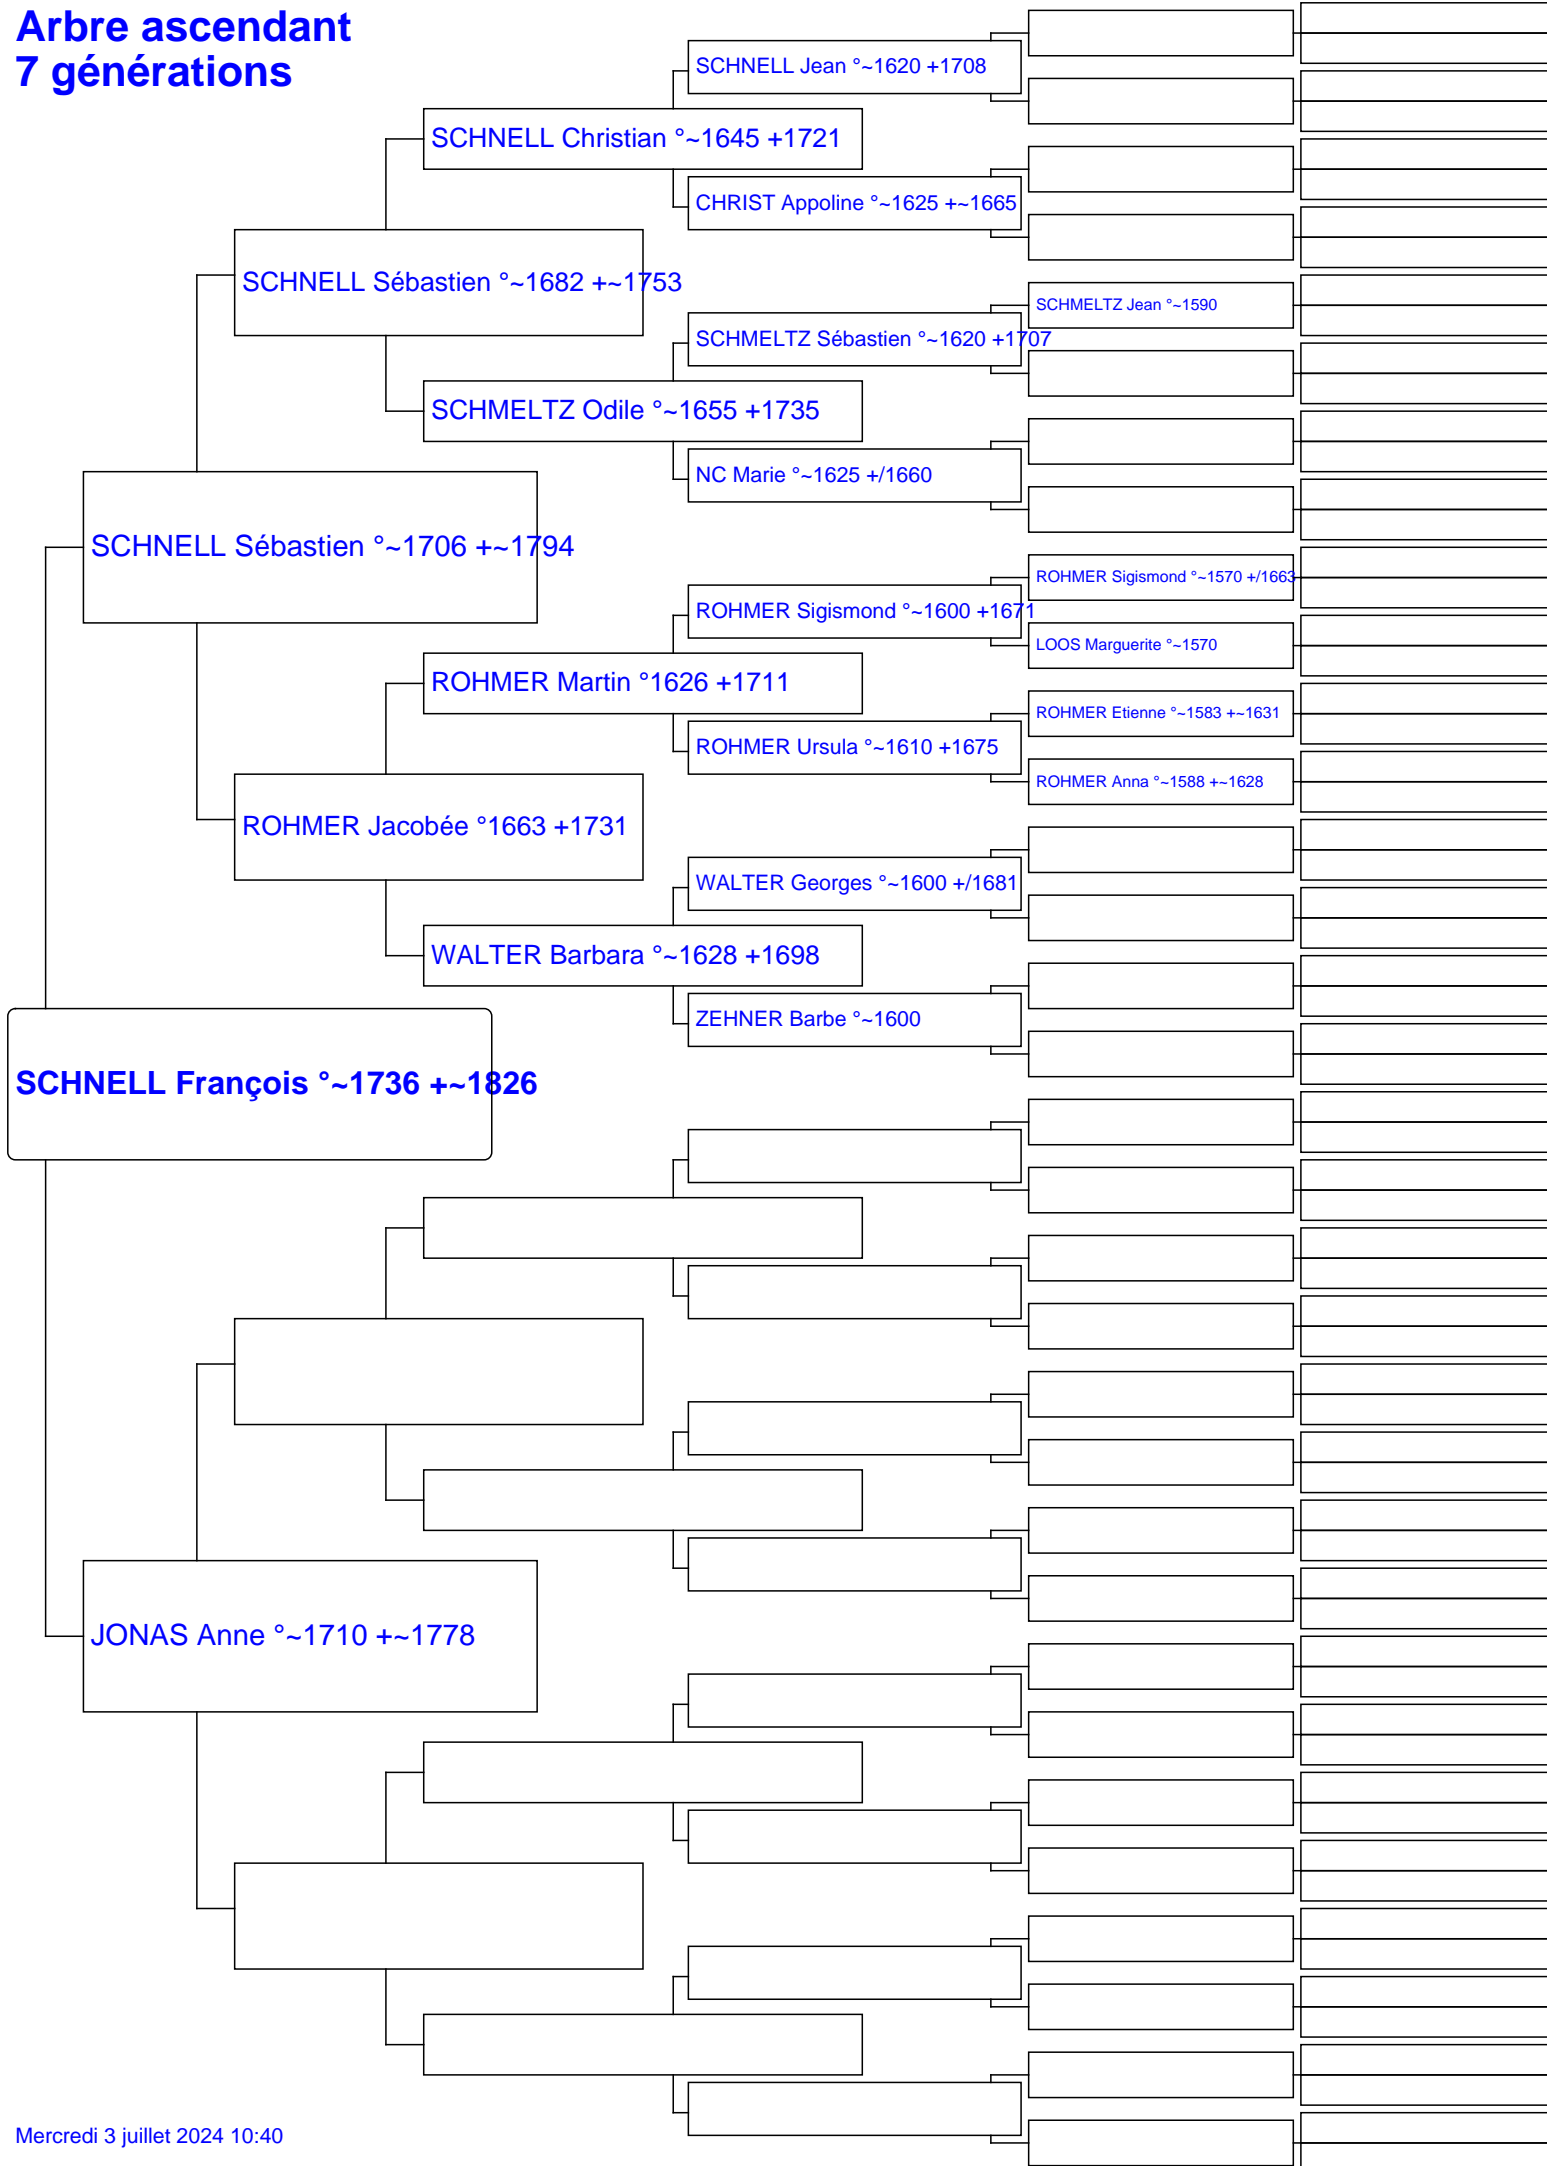 Arbre ascendant
7 générations
SCHNELL Jean °~1620 +1708
SCHNELL Christian °~1645 +1721
CHRIST Appoline °~1625 +~1665
SCHNELL Sébastien °~1682 +~1753
SCHMELTZ Jean °~1590
SCHMELTZ Sébastien °~1620 +1707
SCHMELTZ Odile °~1655 +1735
NC Marie °~1625 +/1660
SCHNELL Sébastien °~1706 +~1794
ROHMER Sigismond °~1570 +/1663
ROHMER Sigismond °~1600 +1671
LOOS Marguerite °~1570
ROHMER Martin °1626 +1711
ROHMER Etienne °~1583 +~1631
ROHMER Ursula °~1610 +1675
ROHMER Anna °~1588 +~1628
ROHMER Jacobée °1663 +1731
WALTER Georges °~1600 +/1681
WALTER Barbara °~1628 +1698
ZEHNER Barbe °~1600
SCHNELL François °~1736 +~1826
JONAS Anne °~1710 +~1778
Mercredi 3 juillet 2024 10:40